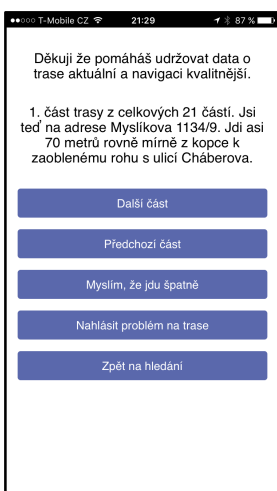 T-Mobile CZ 21:29 87 %
Děkuji že pomáháš udržovat data o
trase aktuální a navigaci kvalitnější.
1. část trasy z celkových 21 částí. Jsi
teď na adrese Myslíkova 1134/9. Jdi asi
70 metrů rovně mírně z kopce k
zaoblenému rohu s ulicí Cháberova.
Další část
Předchozí část
Myslím, že jdu špatně
Nahlásit problém na trase
Zpět na hledání